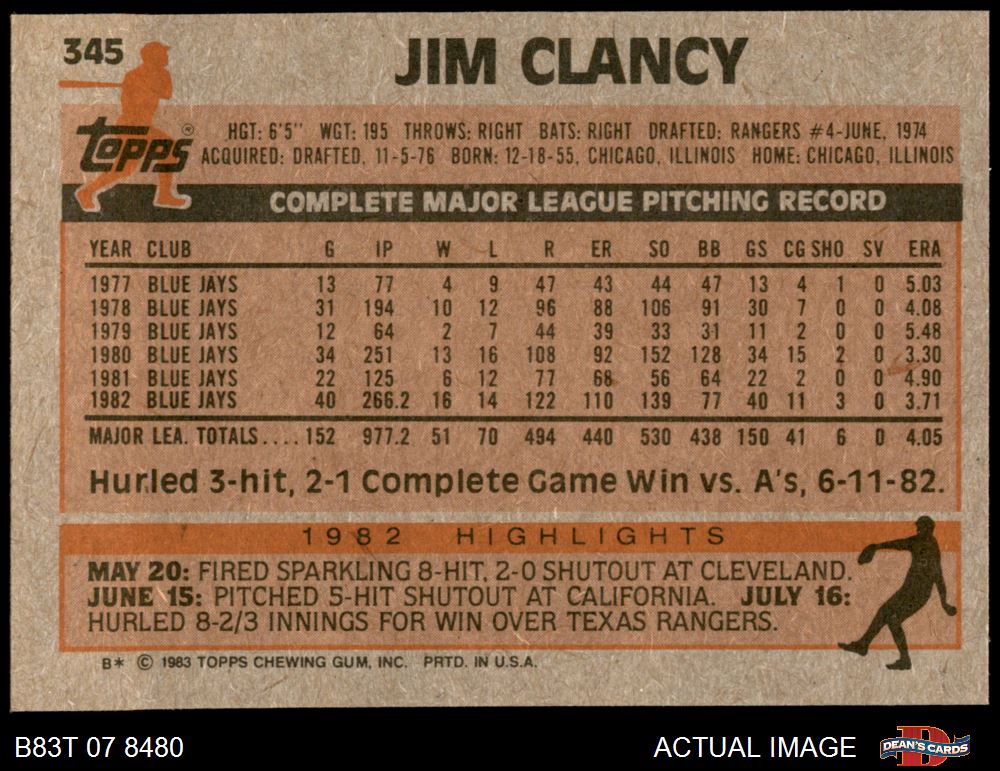 345
JIM CLANCY
Topps®
HGT: 6'5" WGT: 195 THROWS: RIGHT BATS: RIGHT DRAFTED: RANGERS #4-JUNE, 1974
ACQUIRED: DRAFTED, 11-5-76 BORN: 12-18-55, CHICAGO, ILLINOIS HOME: CHICAGO, ILLINOIS
COMPLETE MAJOR LEAGUE PITCHING RECORD
YEAR CLUB G IP W L R ER SO BB GS CG SHO SV ERA
1977 BLUE JAYS 13 77 4 9 47 43 44 47 13 4 1 0 5.03
1978 BLUE JAYS 31 194 10 12 96 88 106 91 30 7 0 0 4.08
1979 BLUE JAYS 12 64 2 7 44 39 33 31 11 2 0 0 5.48
1980 BLUE JAYS 34 251 13 16 108 92 152 128 34 15 2 0 3.30
1981 BLUE JAYS 22 125 6 12 77 68 56 64 22 2 0 0 4.90
1982 BLUE JAYS 40 266.2 16 14 122 110 139 77 40 11 3 0 3.71
MAJOR LEA. TOTALS....152 977.2 51 70 494 440 530 438 150 41 6 0 4.05
Hurled 3-hit, 2-1 Complete Game Win vs. A's, 6-11-82.
1982 HIGHLIGHTS
MAY 20: FIRED SPARKLING 8-HIT, 2-0 SHUTOUT AT CLEVELAND.
JUNE 15: PITCHED 5-HIT SHUTOUT AT CALIFORNIA. JULY 16:
HURLED 8-2/3 INNINGS FOR WIN OVER TEXAS RANGERS.
B* © 1983 TOPPS CHEWING GUM, INC. PRTD. IN U.S.A.
B83T 07 8480
ACTUAL IMAGE
DEAN'S CARDS